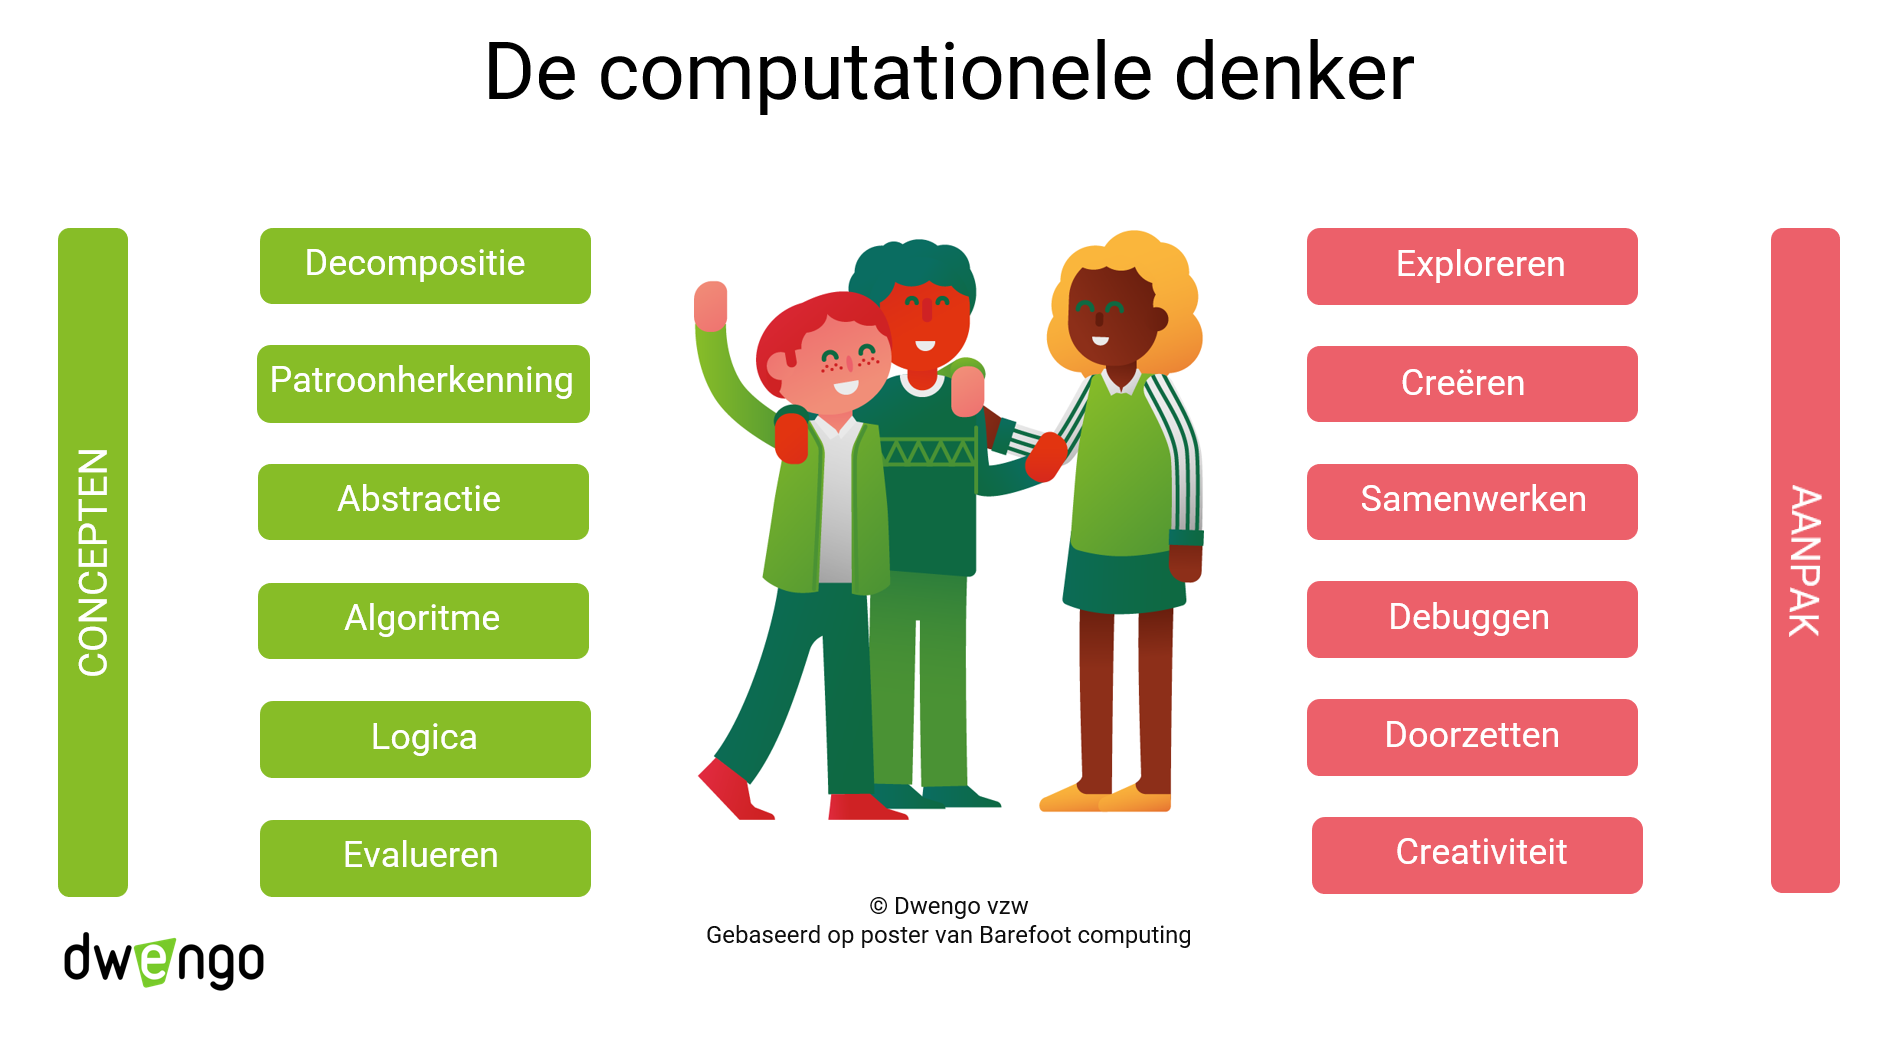 De computationele denker
CONCEPTEN
Decompositie
Patroonherkenning
Abstractie
Algoritme
Logica
Evalueren
Exploreren
Creëren
Samenwerken
Debuggen
Doorzetten
Creativiteit
AANPAK
© Dwengo vzw
Gebaseerd op poster van Barefoot computing
dwengo